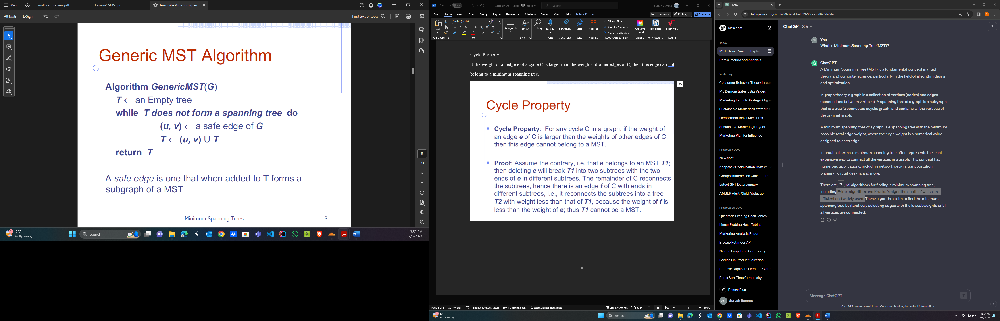 Menu
FinalExamReview.pdf
Lesson-17-MST.pdf
lesson-17-MinimumSpan...
All tools
E-Sign
Find text or tools
Generic MST Algorithm
Algorithm GenericMST(G)
T ← an Empty tree
while T does not form a spanning tree do
(u, v) ← a safe edge of G
T ← (u, v) U T
return T
A safe edge is one that when added to T forms a
subgraph of a MST
Minimum Spanning Trees
8
8
33
12°C
Partly sunny
Search
3:52 PM
2/6/2024
AutoSave Off
Assignment-11.docx
Public
Search
Suresh Bamma
File Home Insert Draw Design Layout References Mailings Review View Help Picture Format
Comments
Editing
Share
Calibri (Body)
11
Paste
Paragraph
Styles
Editing
Dictate
Sensitivity
Editor
Add-ins
Fill and Sign
Send for Signature
Agreement Status
Creative
Cloud
Templates
MathType
Clipboard
Font
Styles
Voice
Sensitivity
Editor
Add-ins
Adobe Acrobat Sign
Adobe
officeatwork
Add-in
Cycle Property:
If the weight of an edge e of a cycle C is larger than the weights of other edges of C, then this edge can not
belong to a minimum spanning tree.
Cycle Property
Cycle Property: For any cycle C in a graph, if the weight of
an edge e of C is larger than the weights of other edges of C,
then this edge cannot belong to a MST.
Proof: Assume the contrary, i.e. that e belongs to an MST T1;
then deleting e will break T1 into two subtrees with the two
ends of e in different subtrees. The remainder of C reconnects
the subtrees, hence there is an edge f of C with ends in
different subtrees, i.e., it reconnects the subtrees into a tree
T2 with weight less than that of T1, because the weight of f is
less than the weight of e; thus T1 cannot be a MST.
8
Page 8 of 8
3017 words
English (United States)
Text Predictions: On
Accessibility: Investigate
Display Settings
Focus
160%
12°C
Partly sunny
Search
3:52 PM
2/6/2024
ChatGPT
chat.openai.com/c/437a30b3-77bb-4429-98ca-8bd823da84ec
New chat
Today
MST: Basic Concept Expla
Prim's Pseudo and Analysis.
Yesterday
Consumer Behavior Theory Integr
ML Demonstrates Estia Values
Marketing Launch Strategy: Organ
Sustainable Marketing Strategies
Hemorrhoid Relief Measures
Sustainable Marketing Project
Marketing Plan for Influence
Previous 7 Days
New chat
Knapsack Optimization: Max Value
Groups Influence on Consumers
Latest GPT Data: January
AMBER Alert: Child Abduction
Previous 30 Days
Quadratic Probing Hash Tables
Linear Probing Hash Tables
Marketing Analysis Report
Browse Petfinder API
Nested Loop Time Complexity
Feelings in Product Selection
Remove Duplicate Elements: O(n)
Radix Sort Time Complexity
Renew Plus
SU Suresh Bamma
ChatGPT 3.5
SU
You
What is Minimum Spanning Tree(MST)?
ChatGPT
A Minimum Spanning Tree (MST) is a fundamental concept in graph
theory and computer science, particularly in the field of algorithm design
and optimization.
In graph theory, a graph is a collection of vertices (nodes) and edges
(connections between vertices). A spanning tree of a graph is a subgraph
that is a tree (a connected acyclic graph) and contains all the vertices of
the original graph.
A minimum spanning tree of a graph is a spanning tree with the minimum
possible total edge weight, where the edge weight is a numerical value
assigned to each edge.
In practical terms, a minimum spanning tree often represents the least
expensive way to connect all the vertices in a graph. This concept has
numerous applications, including network design, transportation
planning, circuit design, and more.
There are eral algorithms for finding a minimum spanning tree,
including Prim's algorithm and Kruskal's algorithm, both of which are
efficient and widely used. These algorithms aim to find the minimum
spanning tree by iteratively selecting edges with the lowest weights until
all vertices are connected.
Message ChatGPT...
ChatGPT can make mistakes. Consider checking important information.